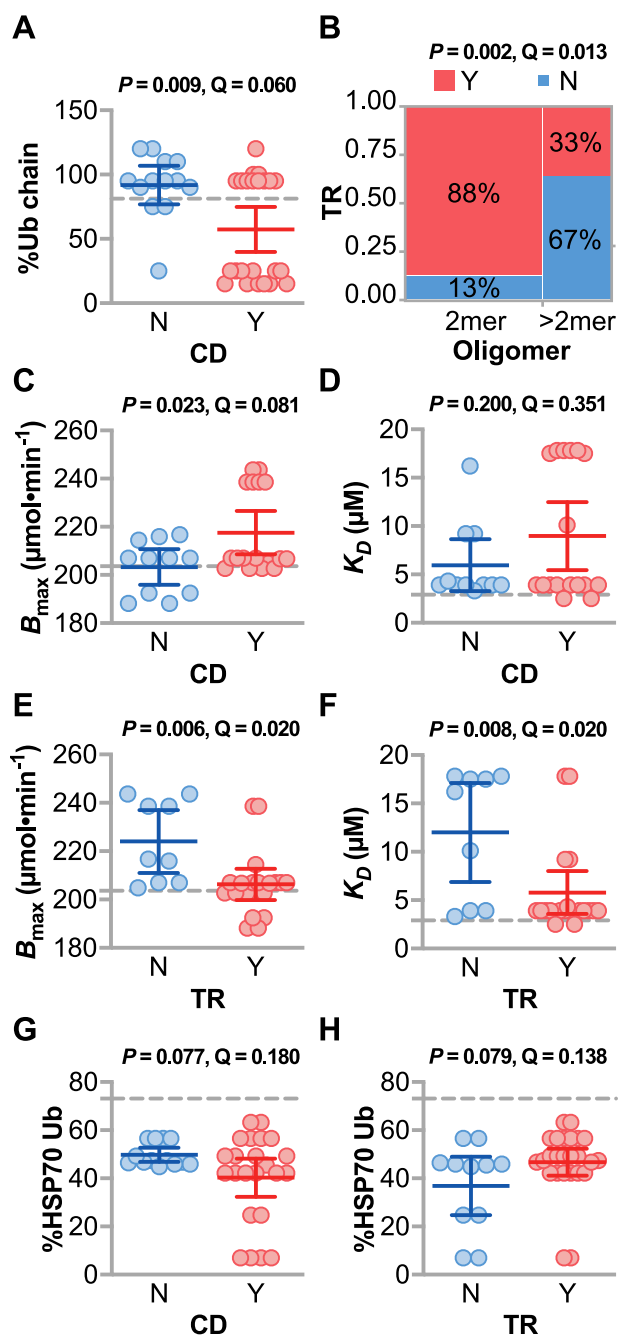 A
P = 0.009, Q = 0.060
%Ub chain
150
100
50
0
N Y
CD
B
P = 0.002, Q = 0.013
Y N
TR
1.00
0.75
0.50
0.25
0.00
88%
13%
33%
67%
2mer >2mer
Oligomer
C
P = 0.023, Q = 0.081
Bmax (µmol•min⁻¹)
260
240
220
200
180
N Y
CD
D
P = 0.200, Q = 0.351
KD (µM)
20
15
10
5
0
N Y
CD
E
P = 0.006, Q = 0.020
Bmax (µmol•min⁻¹)
260
240
220
200
180
N Y
TR
F
P = 0.008, Q = 0.020
KD (µM)
20
15
10
5
0
N Y
TR
G
P = 0.077, Q = 0.180
%HSP70 Ub
80
60
40
20
0
N Y
CD
H
P = 0.079, Q = 0.138
%HSP70 Ub
80
60
40
20
0
N Y
TR